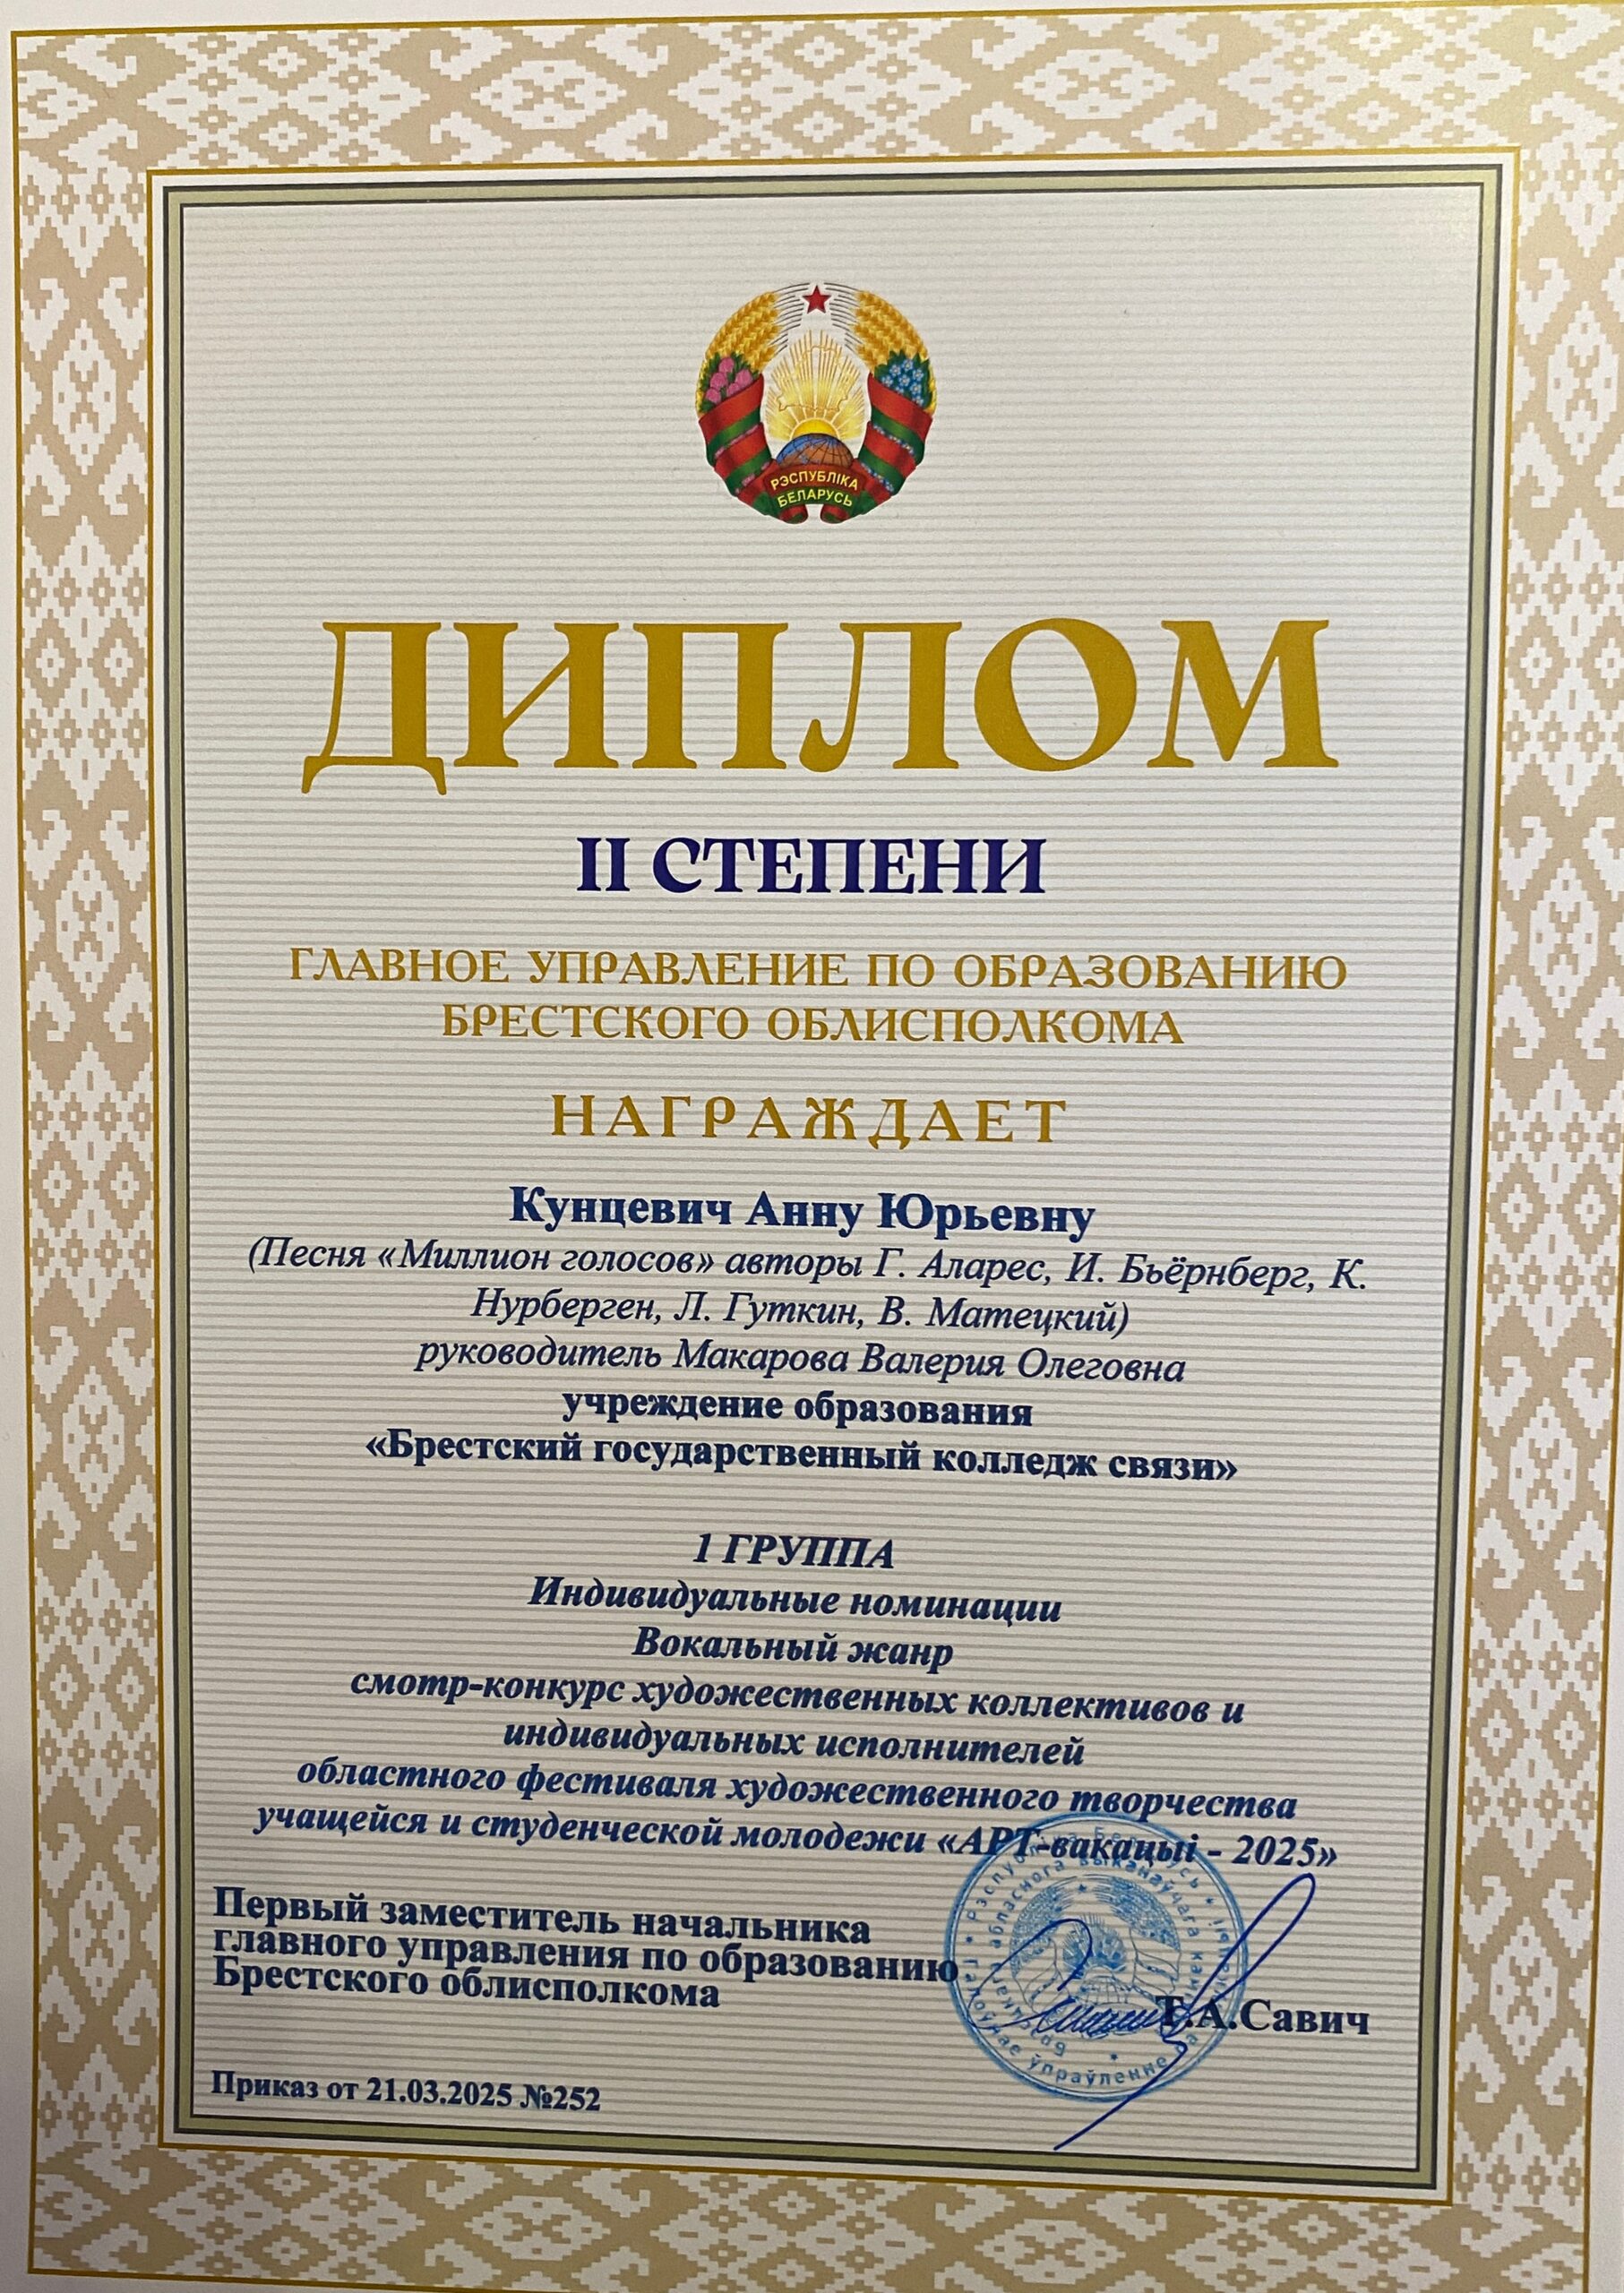 РЭСПУБЛІКА
БЕЛАРУСЬ
ДИПЛОМ
II СТЕПЕНИ
ГЛАВНОЕ УПРАВЛЕНИЕ ПО ОБРАЗОВАНИЮ
БРЕСТСКОГО ОБЛИСПОЛКОМА
НАГРАЖДАЕТ
Кунцевич Анну Юрьевну
(Песня «Миллион голосов» авторы Г. Аларес, И. Бьёрнберг, К.
Нурберген, Л. Гуткин, В. Матецкий)
руководитель Макарова Валерия Олеговна
учреждение образования
«Брестский государственный колледж связи»
1 ГРУППА
Индивидуальные номинации
Вокальный жанр
смотр-конкурс художественных коллективов и
индивидуальных исполнителей
областного фестиваля художественного творчества
учащейся и студенческой молодежи «АРТ-вакацыі - 2025»
Первый заместитель начальника
главного управления по образованию
Брестского облисполкома
Т.А.Савич
Приказ от 21.03.2025 №252